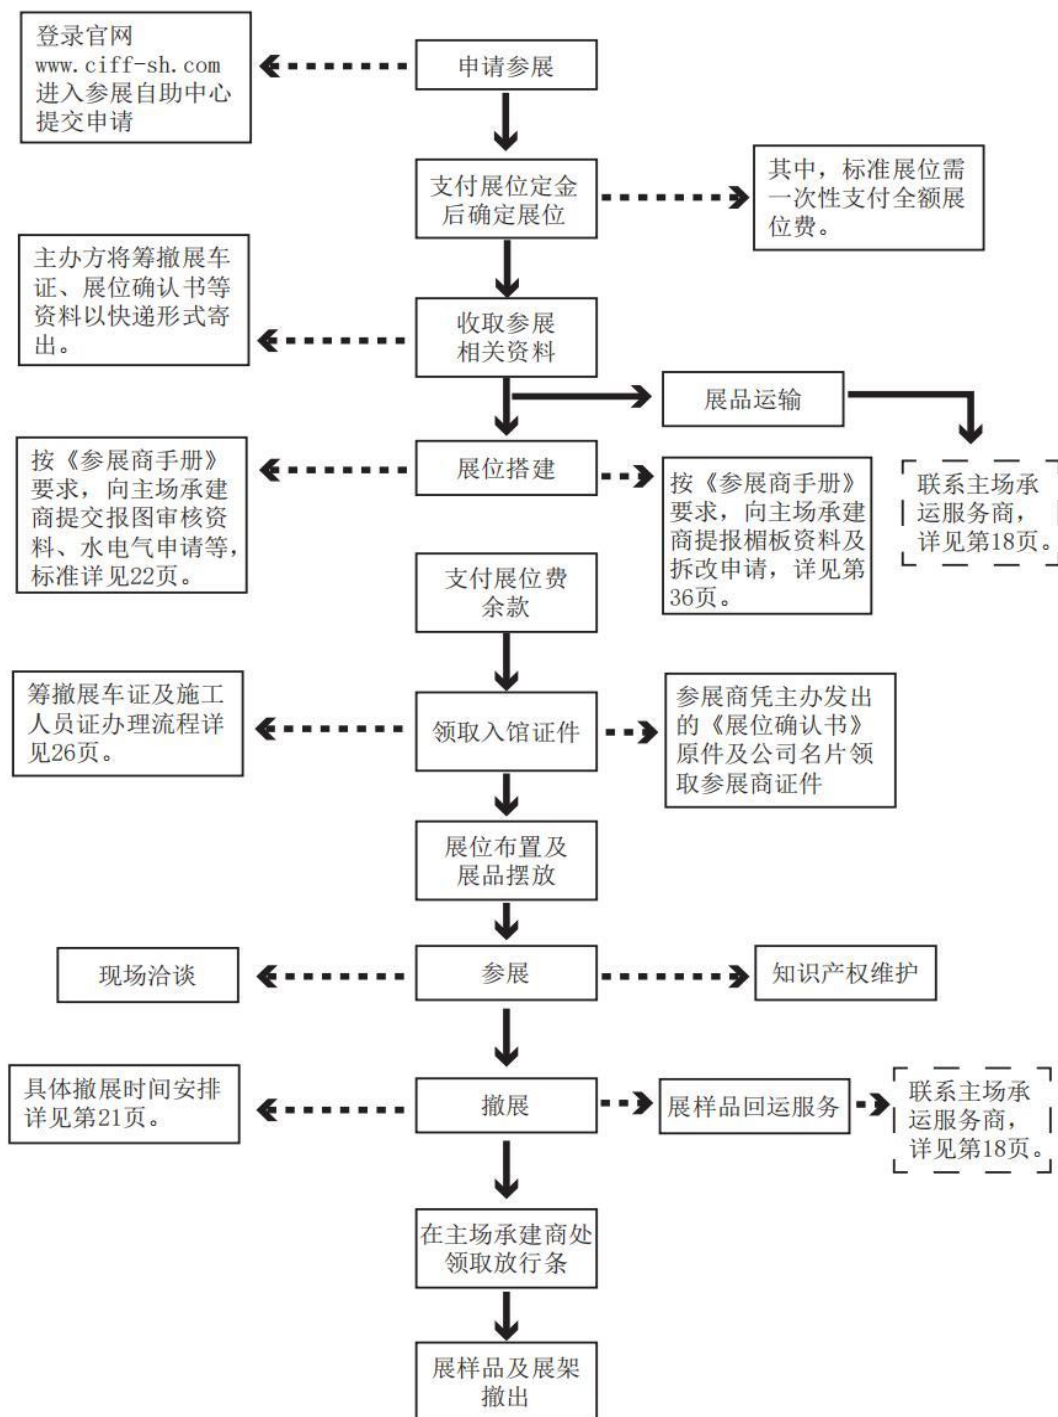 登录官网
www.ciff-sh.com
进入参展自助中心
提交申请
申请参展
支付展位定金
后确定展位
其中，标准展位需
一次性支付全额展
位费。
主办方将筹撤展车
证、展位确认书等
资料以快递形式寄
出。
收取参展
相关资料
展品运输
联系主场承
运服务商，
详见第18页。
按《参展商手册》
要求，向主场承建
商提交报图审核资
料、水电气申请等，
标准详见22页。
展位搭建
按《参展商手册》
要求，向主场承建
商提报楣板资料及
拆改申请，详见第
36页。
支付展位费
余款
筹撤展车证及施工
人员证办理流程详
见26页。
领取入馆证件
参展商凭主办发出
的《展位确认书》
原件及公司名片领
取参展商证件
展位布置及
展品摆放
现场洽谈
参展
知识产权维护
具体撤展时间安排
详见第21页。
撤展
展样品回运服务
联系主场承
运服务商，
详见第18页。
在主场承建商处
领取放行条
展样品及展架
撤出